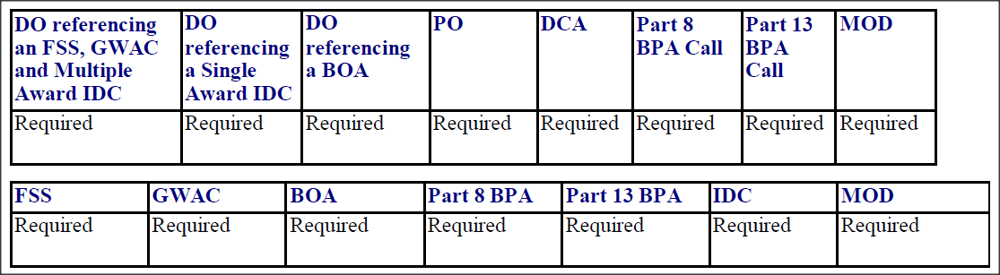 DO referencing
an FSS, GWAC
and Multiple
Award IDC
DO
referencing
a Single
Award IDC
DO
referencing
a BOA
PO
DCA
Part 8
BPA Call
Part 13
BPA
Call
MOD
Required
Required
Required
Required
Required
Required
Required
Required
FSS
GWAC
BOA
Part 8 BPA
Part 13 BPA
IDC
MOD
Required
Required
Required
Required
Required
Required
Required